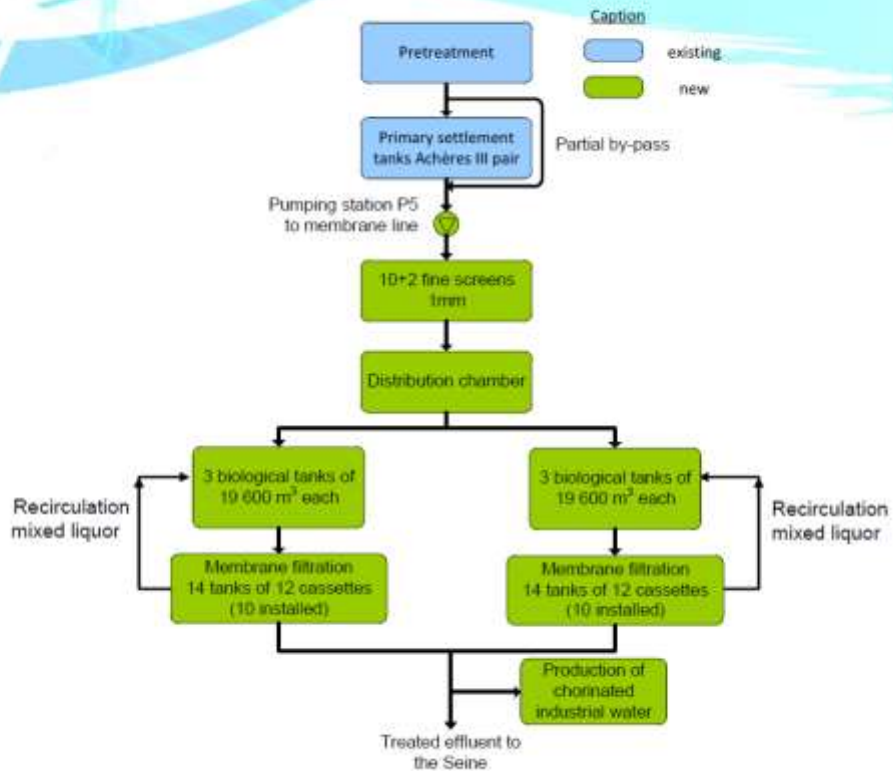 Caption
existing
new
Pretreatment
Primary settlement
tanks Achères III pair
Partial by-pass
Pumping station P5
to membrane line
10+2 fine screens
1mm
Distribution chamber
3 biological tanks of
19 600 m³ each
3 biological tanks of
19 600 m³ each
Recirculation
mixed liquor
Recirculation
mixed liquor
Membrane filtration
14 tanks of 12 cassettes
(10 installed)
Membrane filtration
14 tanks of 12 cassettes
(10 installed)
Production of
chorinated
industrial water
Treated effluent to
the Seine